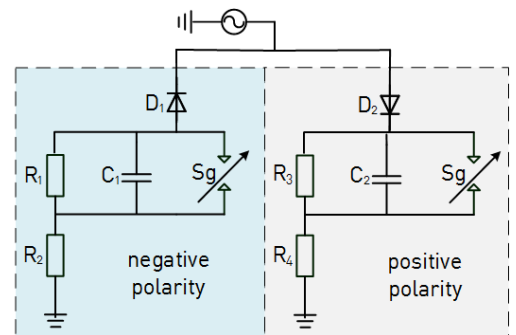 D1
D2
R1
C1
Sg
R3
C2
Sg
R2
negative
polarity
R4
positive
polarity